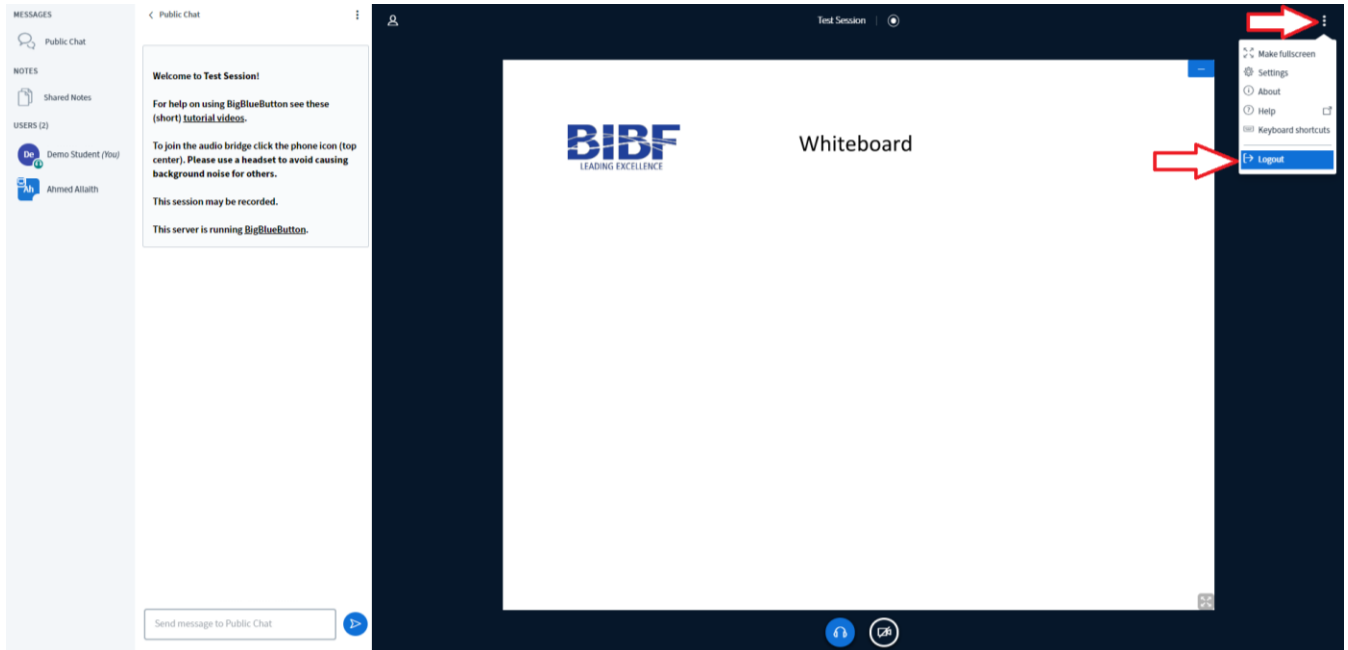 MESSAGES
Public Chat
NOTES
Shared Notes
USERS (2)
De
Demo Student (You)
Ah
Ahmed Allaith
Public Chat
Welcome to Test Session!
For help on using BigBlueButton see these
(short) tutorial videos.
To join the audio bridge click the phone icon (top
center). Please use a headset to avoid causing
background noise for others.
This session may be recorded.
This server is running BigBlueButton.
Send message to Public Chat
Test Session
BIBF
LEADING EXCELLENCE
Whiteboard
Make fullscreen
Settings
About
Help
Keyboard shortcuts
Logout